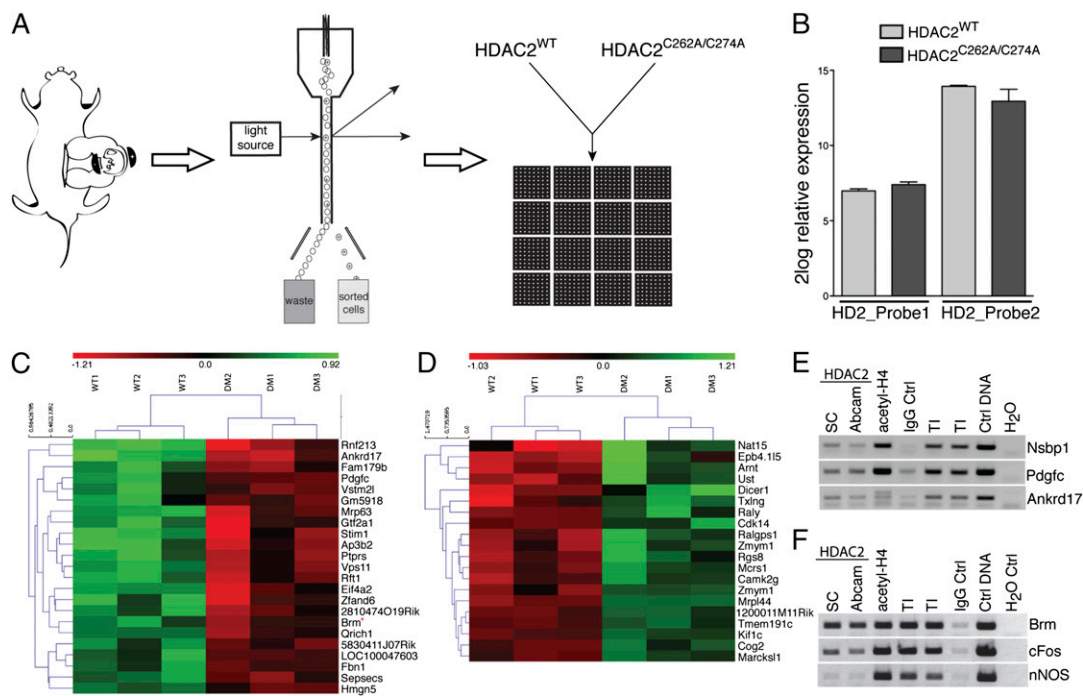 A
light
source
waste
sorted
cells
HDAC2WT
HDAC2C262A/C274A
B
HDAC2WT
HDAC2C262A/C274A
2log relative expression
15
10
5
0
HD2_Probe1
HD2_Probe2
C
-1.21
0.0
0.92
WT1
WT2
WT3
DM2
DM1
DM3
0.0
Rnf213
Ankrd17
Fam179b
Pdgfc
Vstm2l
Gm5918
Mrp63
Gtf2a1
Stim1
Ap3b2
Ptprs
Vps11
Rft1
Eif4a2
Zfand6
2810474O19Rik
Brm*
Qrich1
5830411J07Rik
LOC100047603
Fbn1
Sepsecs
Hmgn5
D
-1.03
0.0
1.21
WT2
WT1
WT3
DM2
DM1
DM3
0.0
Nat15
Epb4.1l5
Arnt
Ust
Dicer1
Txlng
Raly
Cdk14
Ralgps1
Zmym1
Rgs8
Mcrs1
Camk2g
Zmym1
Mrpl44
1200011M11Rik
Tmem191c
Kif1c
Cog2
Marcksl1
E
HDAC2
SC
Abcam
acetyl-H4
IgG Ctrl
TI
TI
Ctrl DNA
H2O
Nsbp1
Pdgfc
Ankrd17
F
HDAC2
SC
Abcam
acetyl-H4
TI
TI
IgG Ctrl
Ctrl DNA
H2O Ctrl
Brm
cFos
nNOS